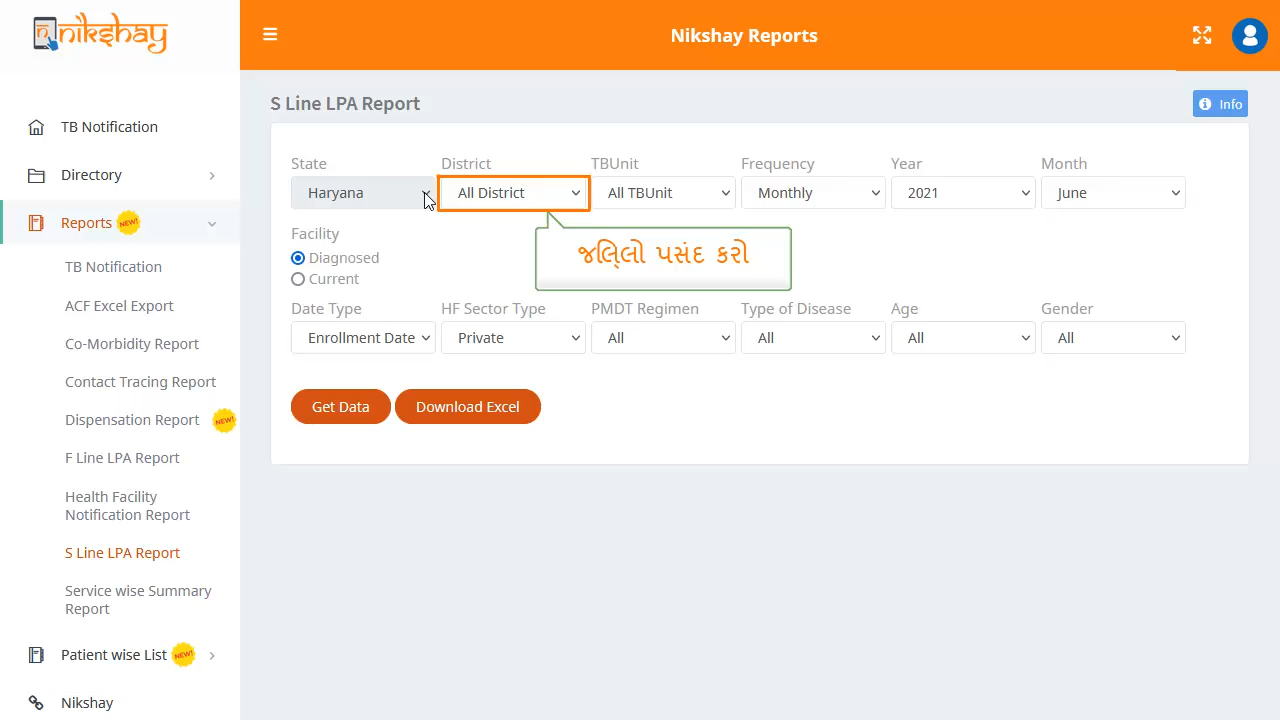 nikshay
Nikshay Reports
S Line LPA Report
Info
TB Notification
Directory
Reports NEW!
TB Notification
ACF Excel Export
Co-Morbidity Report
Contact Tracing Report
Dispensation Report NEW!
F Line LPA Report
Health Facility
Notification Report
S Line LPA Report
Service wise Summary
Report
Patient wise List NEW!
Nikshay
State District TBUnit Frequency Year Month
Haryana All District All TBUnit Monthly 2021 June
જિલ્લો પસંદ કરો
Facility
Diagnosed
Current
Date Type HF Sector Type PMDT Regimen Type of Disease Age Gender
Enrollment Date Private All All All All
Get Data Download Excel